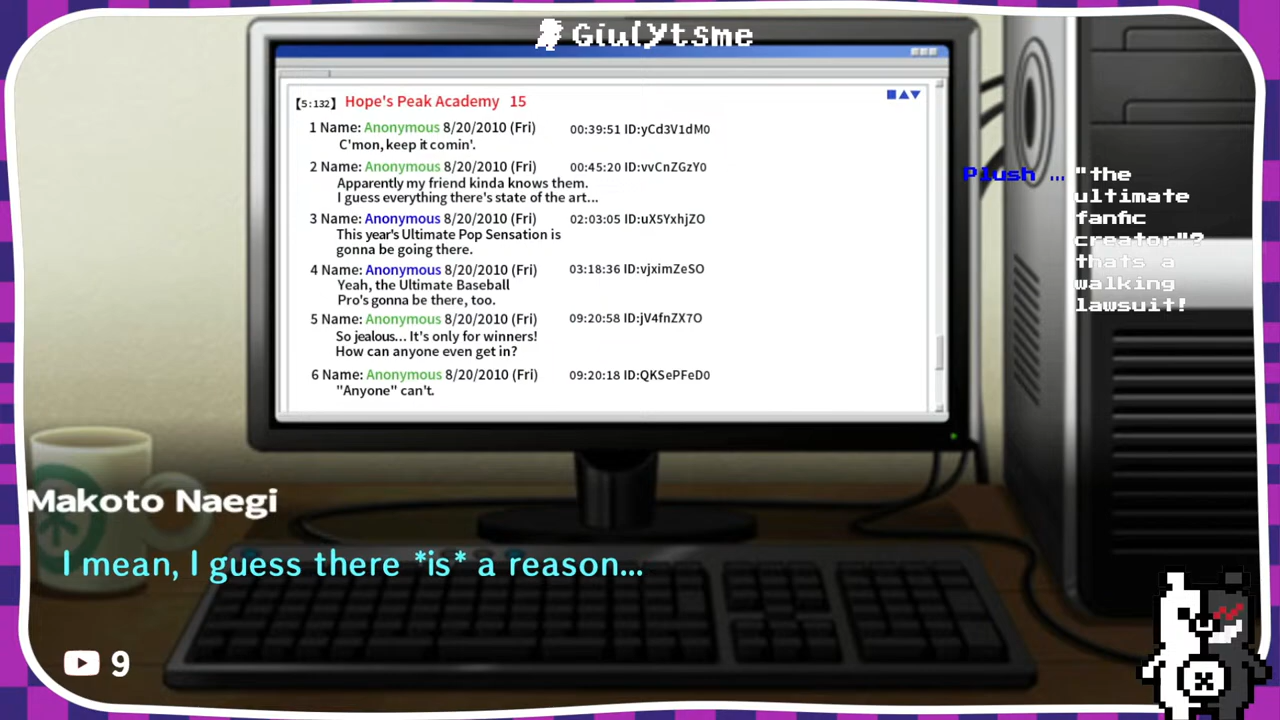 GiulYtsme
【5:132】 Hope's Peak Academy 15
1 Name: Anonymous 8/20/2010 (Fri) 00:39:51 ID:yCd3V1dM0
C'mon, keep it comin'.
2 Name: Anonymous 8/20/2010 (Fri) 00:45:20 ID:vvCnZGzY0
Apparently my friend kinda knows them.
I guess everything there's state of the art...
3 Name: Anonymous 8/20/2010 (Fri) 02:03:05 ID:uX5YxhjZO
This year's Ultimate Pop Sensation is
gonna be going there.
4 Name: Anonymous 8/20/2010 (Fri) 03:18:36 ID:vjximZeSO
Yeah, the Ultimate Baseball
Pro's gonna be there, too.
5 Name: Anonymous 8/20/2010 (Fri) 09:20:58 ID:jV4fnZX7O
So jealous... It's only for winners!
How can anyone even get in?
6 Name: Anonymous 8/20/2010 (Fri) 09:20:18 ID:QKSePFeD0
"Anyone" can't.
Plush ... "the
ultimate
fanfic
creator"?
thats a
walking
lawsuit!
Makoto Naegi
I mean, I guess there *is* a reason...
9